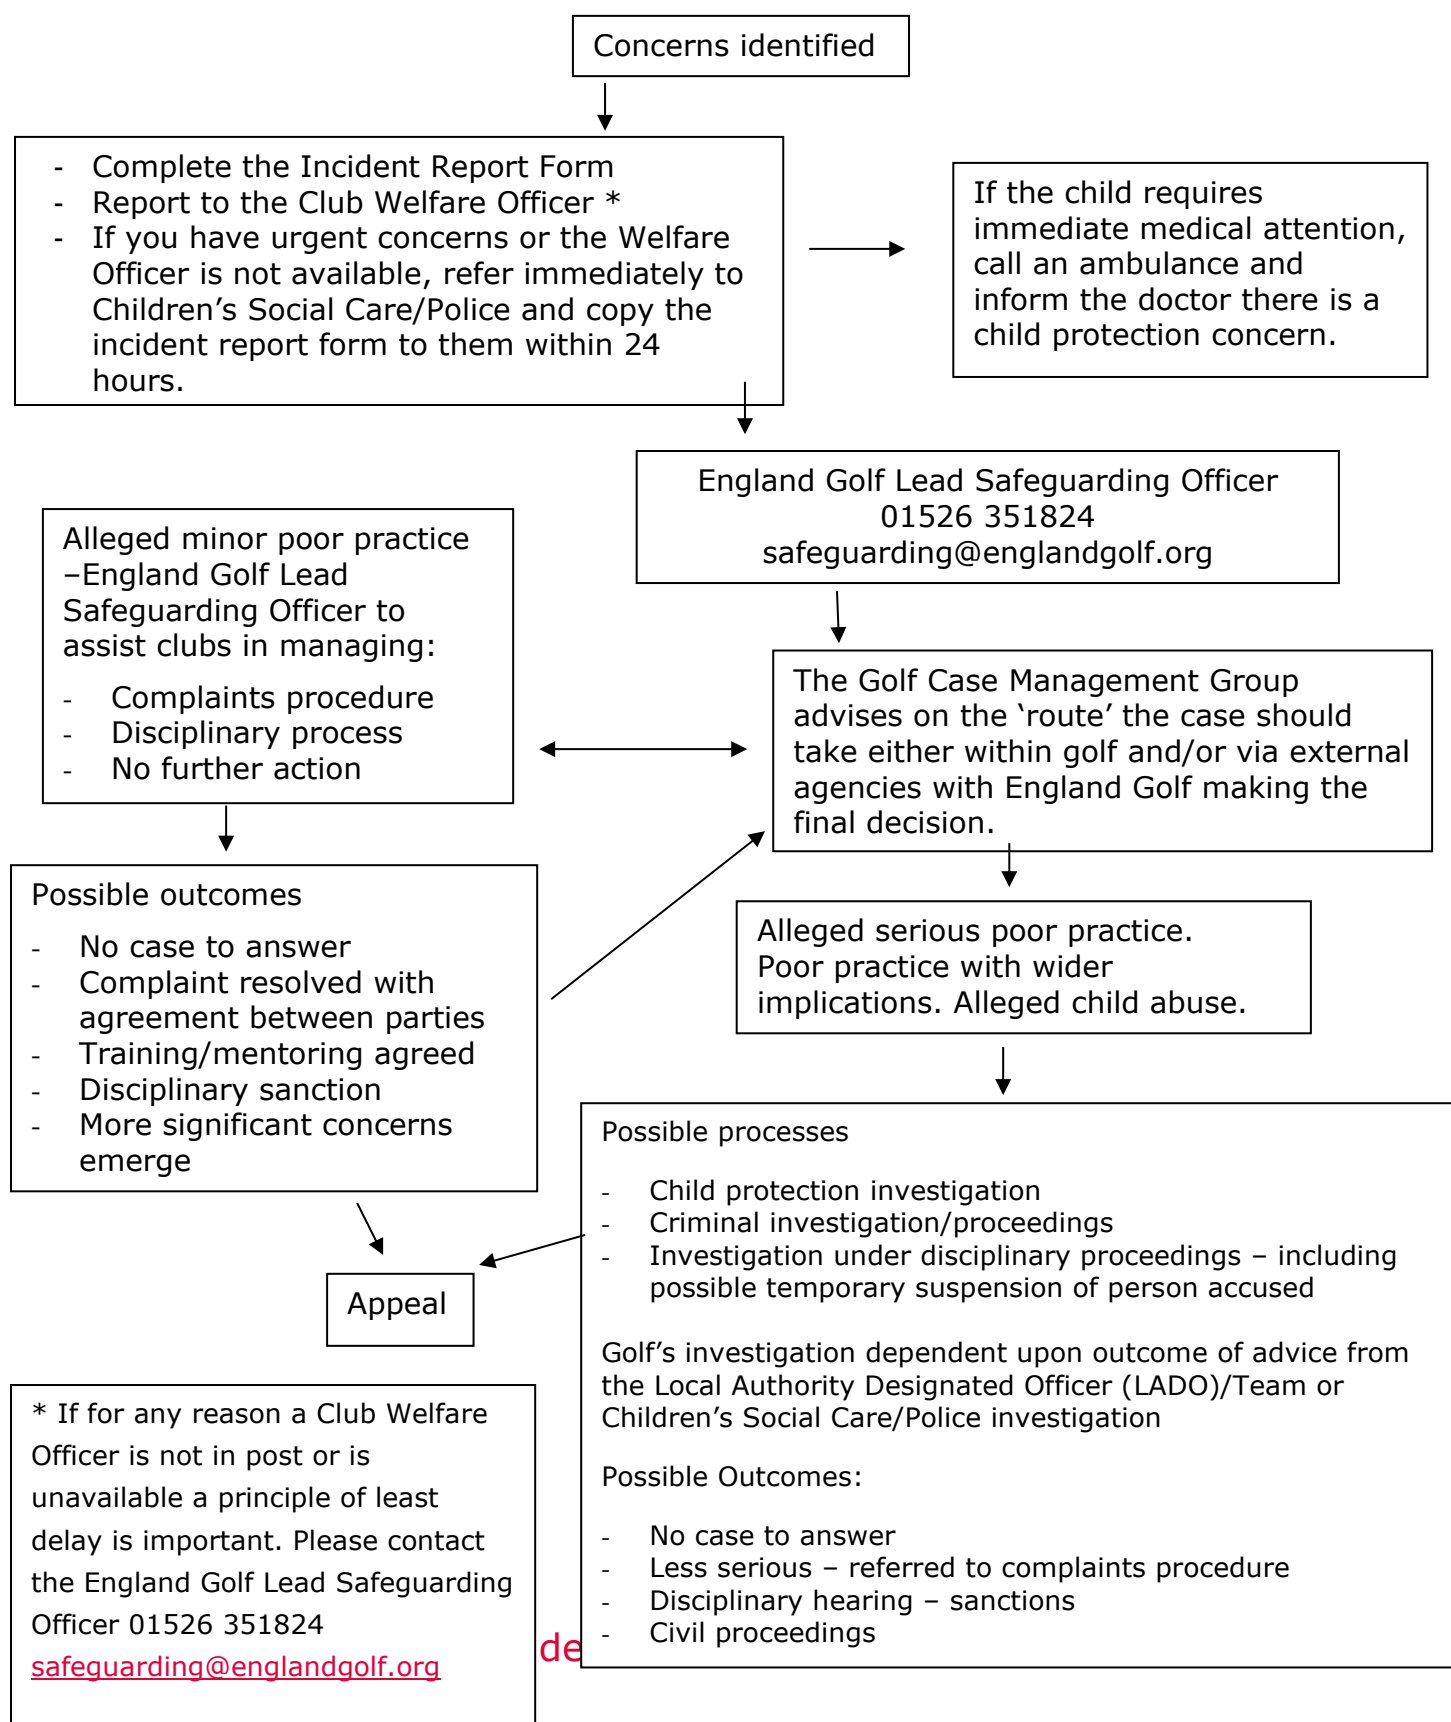 Concerns identified
- Complete the Incident Report Form
- Report to the Club Welfare Officer *
- If you have urgent concerns or the Welfare
Officer is not available, refer immediately to
Children’s Social Care/Police and copy the
incident report form to them within 24
hours.
If the child requires
immediate medical attention,
call an ambulance and
inform the doctor there is a
child protection concern.
England Golf Lead Safeguarding Officer
01526 351824
safeguarding@englandgolf.org
Alleged minor poor practice
–England Golf Lead
Safeguarding Officer to
assist clubs in managing:
- Complaints procedure
- Disciplinary process
- No further action
The Golf Case Management Group
advises on the ‘route’ the case should
take either within golf and/or via external
agencies with England Golf making the
final decision.
Possible outcomes
- No case to answer
- Complaint resolved with
agreement between parties
- Training/mentoring agreed
- Disciplinary sanction
- More significant concerns
emerge
Alleged serious poor practice.
Poor practice with wider
implications. Alleged child abuse.
Possible processes
- Child protection investigation
- Criminal investigation/proceedings
- Investigation under disciplinary proceedings – including
possible temporary suspension of person accused
Golf’s investigation dependent upon outcome of advice from
the Local Authority Designated Officer (LADO)/Team or
Children’s Social Care/Police investigation
Possible Outcomes:
- No case to answer
- Less serious – referred to complaints procedure
- Disciplinary hearing – sanctions
- Civil proceedings
Appeal
* If for any reason a Club Welfare
Officer is not in post or is
unavailable a principle of least
delay is important. Please contact
the England Golf Lead Safeguarding
Officer 01526 351824
safeguarding@englandgolf.org